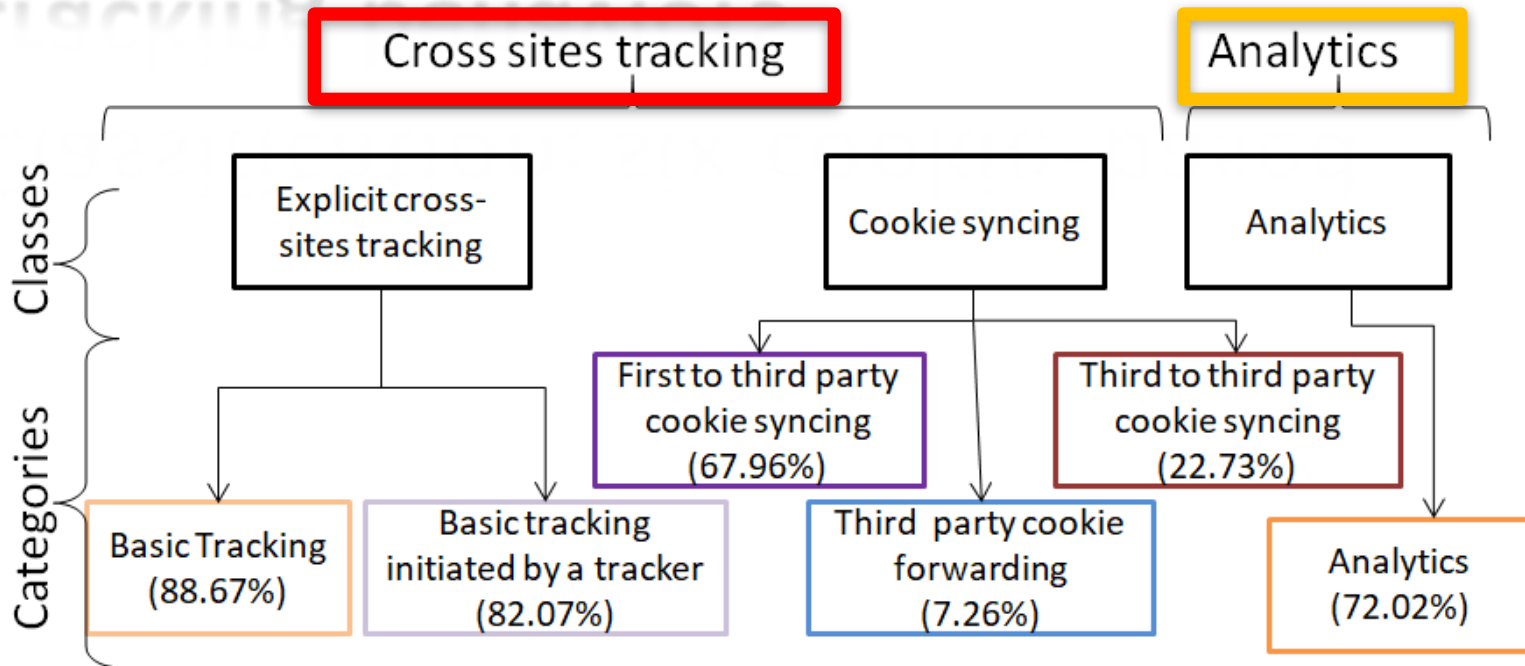 Cross sites tracking
Analytics
Classes
Explicit cross-
sites tracking
Cookie syncing
Analytics
Categories
First to third party
cookie syncing
(67.96%)
Third to third party
cookie syncing
(22.73%)
Basic Tracking
(88.67%)
Basic tracking
initiated by a tracker
(82.07%)
Third  party cookie
forwarding
(7.26%)
Analytics
(72.02%)